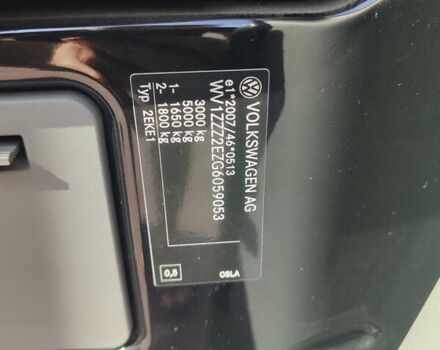 VOLKSWAGEN AG
e1*2007/46*0513
WV1ZZZ2EZG6059053
3000 kg
5000 kg
1- 1650 kg
2- 1800 kg
Typ 2EKE1
0,5
CSLA